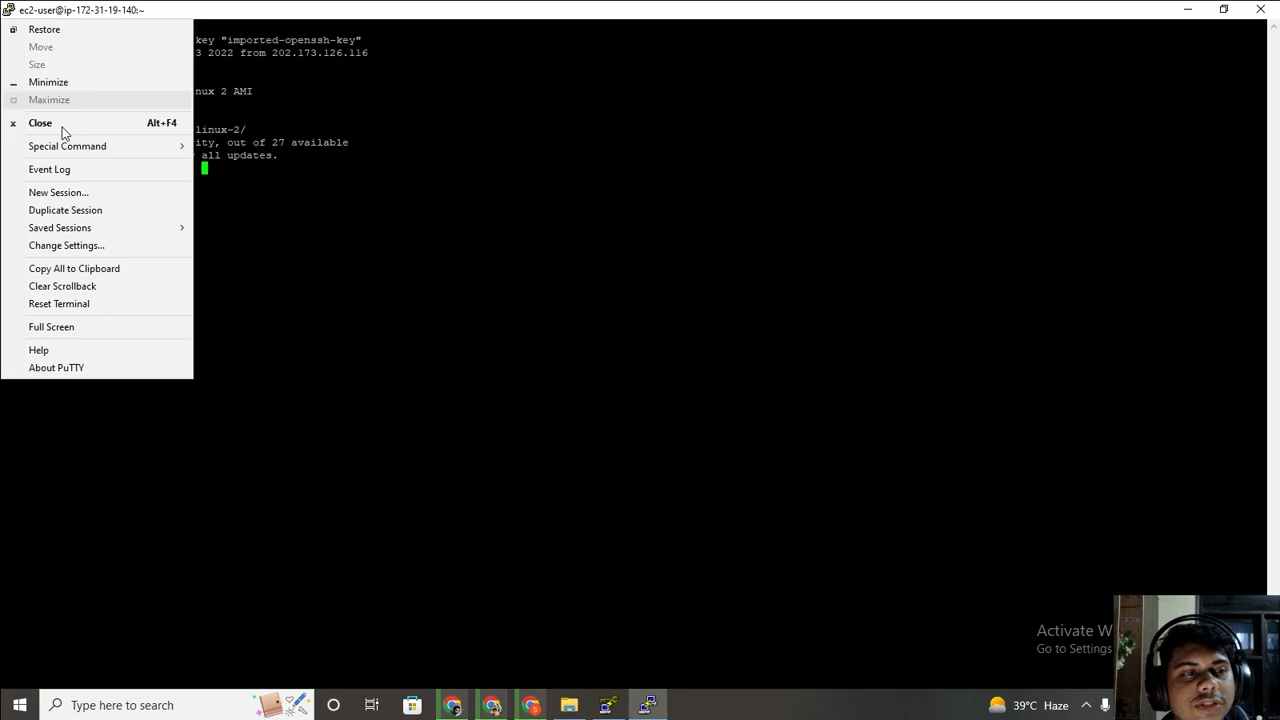 ec2-user@ip-172-31-19-140:~
Restore
Move
Size
Minimize
Maximize
Close Alt+F4
Special Command
Event Log
New Session...
Duplicate Session
Saved Sessions
Change Settings...
Copy All to Clipboard
Clear Scrollback
Reset Terminal
Full Screen
Help
About PuTTY
key "imported-openssh-key"
3 2022 from 202.173.126.116
nux 2 AMI
linux-2/
ity, out of 27 available
all updates.
Activate W
Go to Settings
Type here to search
39°C Haze